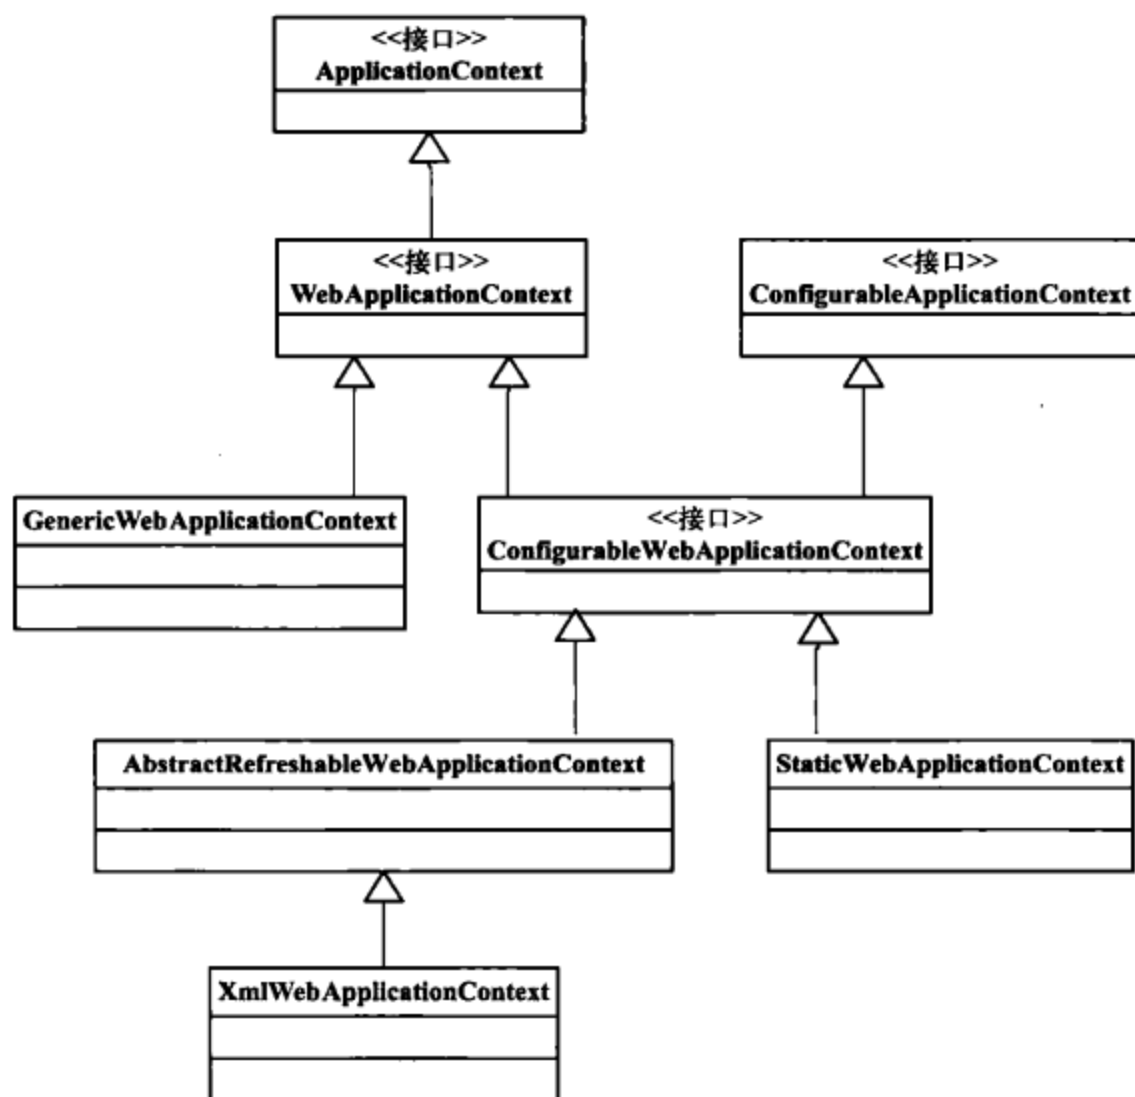 <<接口>>
ApplicationContext
<<接口>>
WebApplicationContext
<<接口>>
ConfigurableApplicationContext
GenericWebApplicationContext
<<接口>>
ConfigurableWebApplicationContext
AbstractRefreshableWebApplicationContext
StaticWebApplicationContext
XmlWebApplicationContext